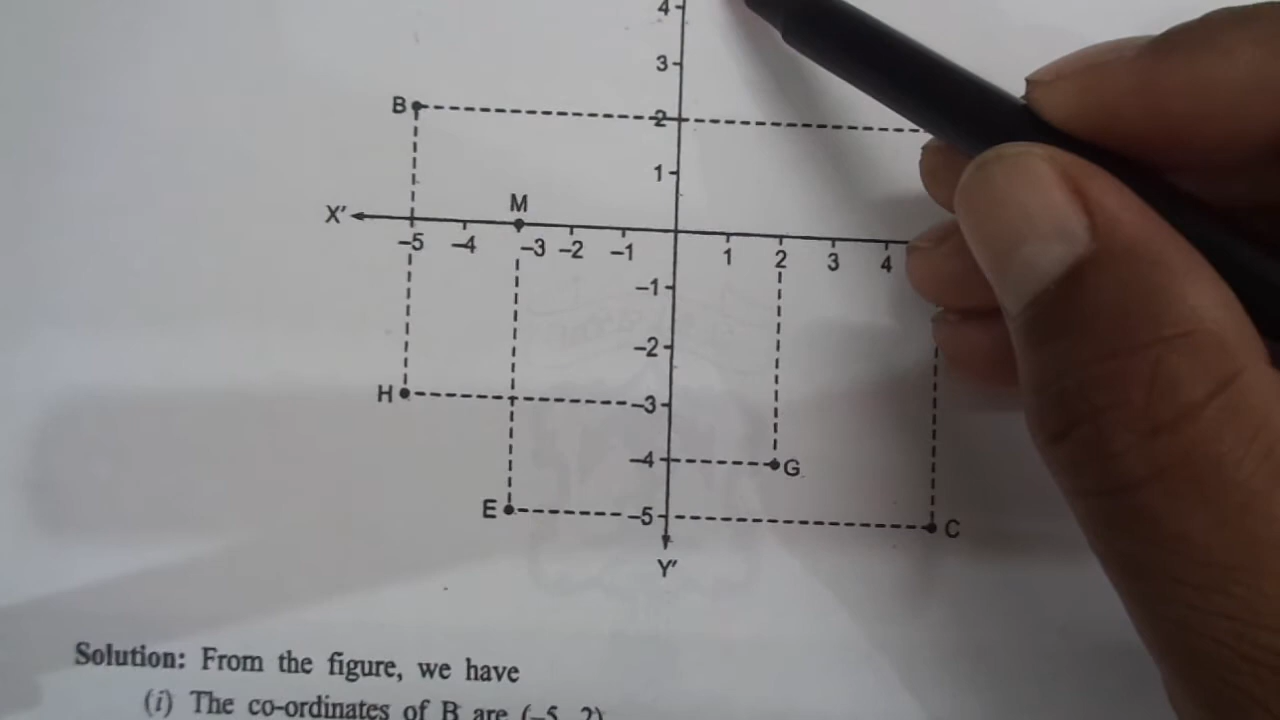 4
3
B
2
1
M
X′
–5 –4 –3 –2 –1 1 2 3 4
–1
–2
H
–3
–4
G
E
–5
C
Y′
Solution: From the figure, we have
(i) The co-ordinates of B are (–5, 2)